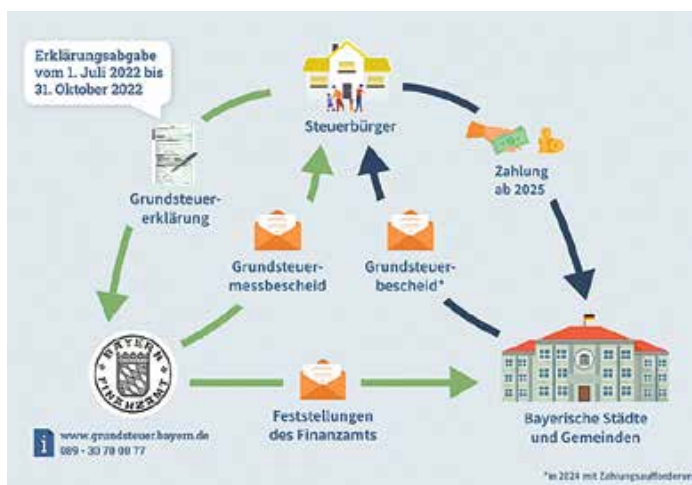 Erklärungsabgabe
vom 1. Juli 2022 bis
31. Oktober 2022
Steuerbürger
Grundsteuer-
erklärung
Zahlung
ab 2025
Grundsteuer-
messbescheid
Grundsteuer-
bescheid*
BAYERN
FINANZAMT
Feststellungen
des Finanzamts
Bayerische Städte
und Gemeinden
www.grundsteuer.bayern.de
089 - 30 70 00 77
*in 2024 mit Zahlungsaufforderun